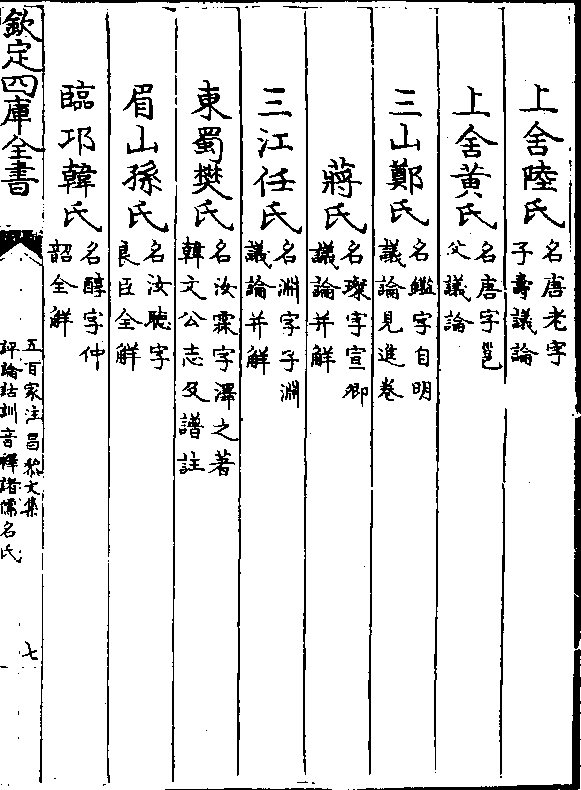 上舍陸氏名唐老字子壽議論
上舍黄氏名唐字邕父議論
三山鄭氏名鑑字自明議論見進卷
蔣氏名璨字宣卿議論并解
三江任氏名淵字子淵議論并解
東蜀樊氏名汝霖字澤之著韓文公志及譜註
眉山孫氏名汝聽字良臣全解
臨邛韓氏名醇字仲韶全解
欽定四庫全書
五百家注昌黎文集
評論詁訓音釋諸儒名氏
七